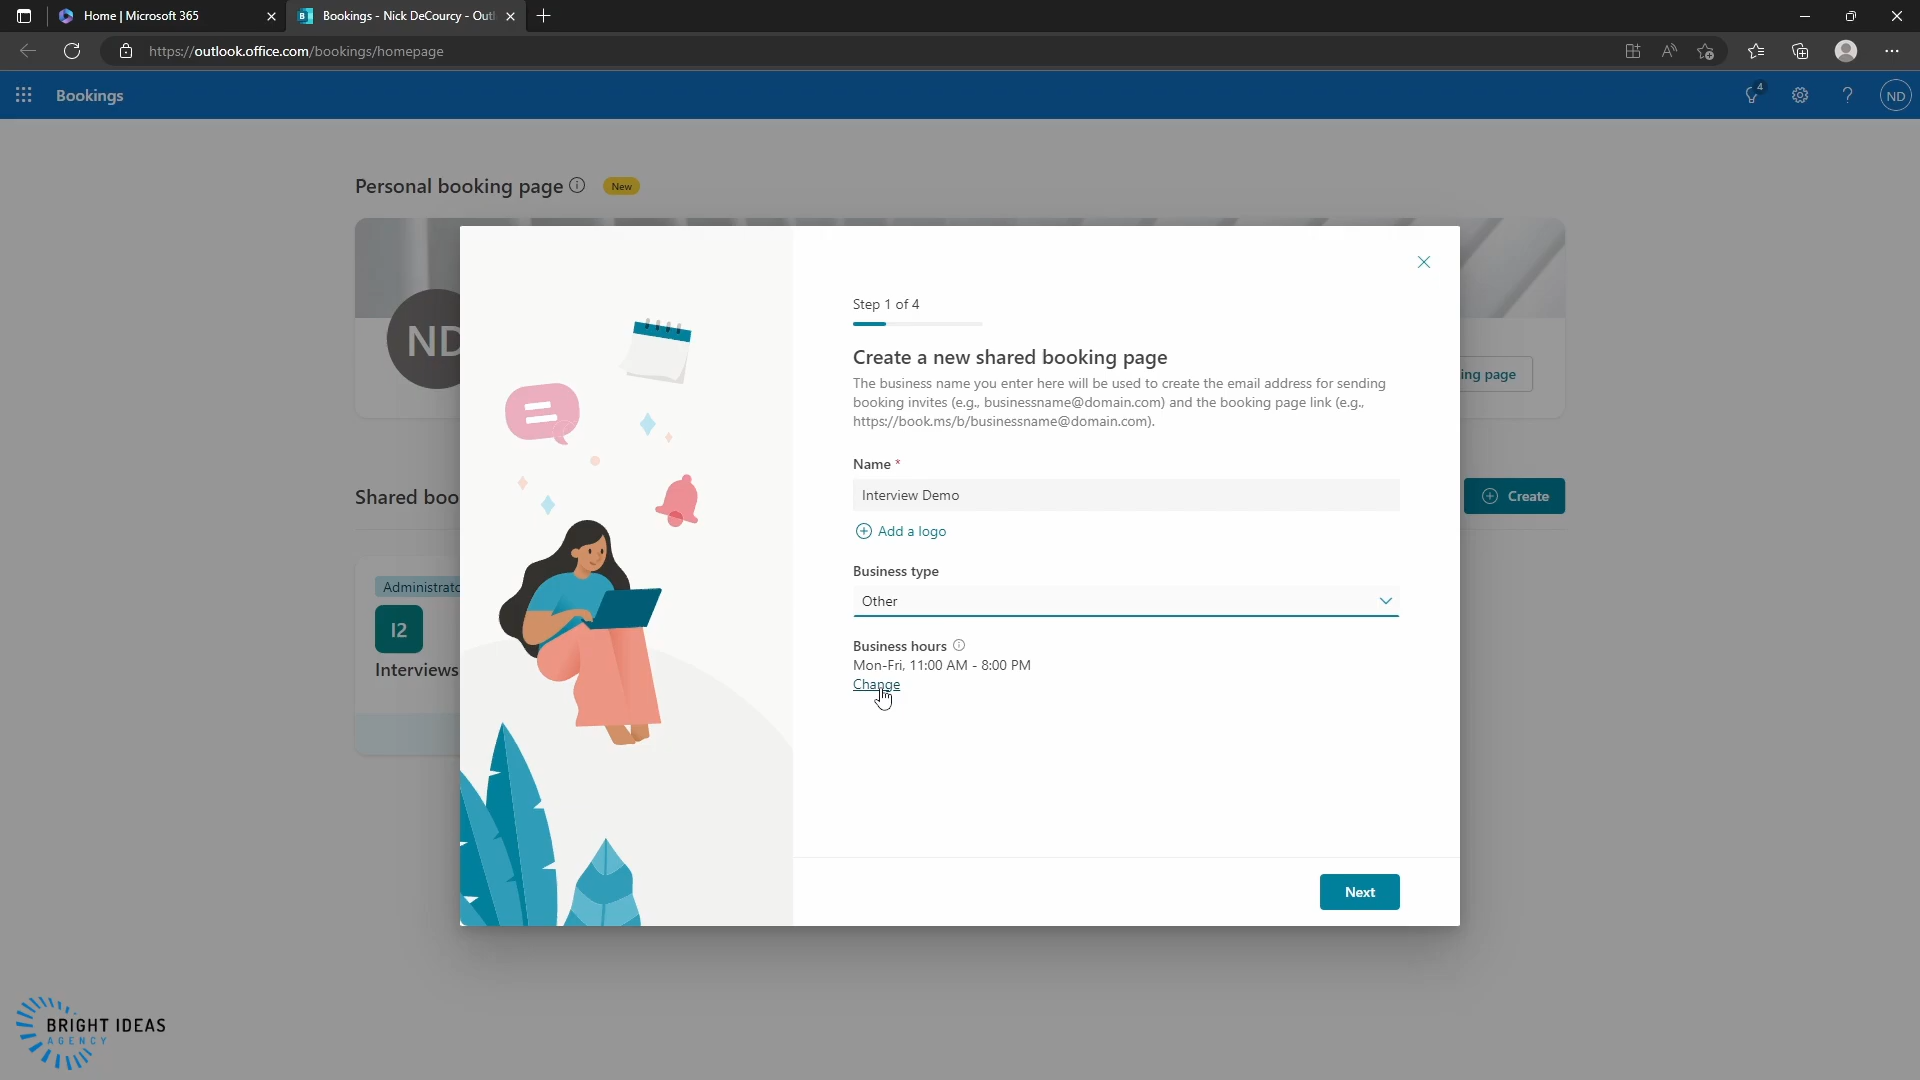 Home | Microsoft 365
Bookings - Nick DeCourcy - Outl
https://outlook.office.com/bookings/homepage
Bookings
4
ND
Personal booking page
New
ND
ing page
Step 1 of 4
Create a new shared booking page
The business name you enter here will be used to create the email address for sending
booking invites (e.g., businessname@domain.com) and the booking page link (e.g.,
https://book.ms/b/businessname@domain.com).
Name *
Interview Demo
Add a logo
Shared boo
Create
Business type
Other
Administrato
I2
Interviews
Business hours
Mon-Fri, 11:00 AM - 8:00 PM
Change
Next
BRIGHT IDEAS
AGENCY